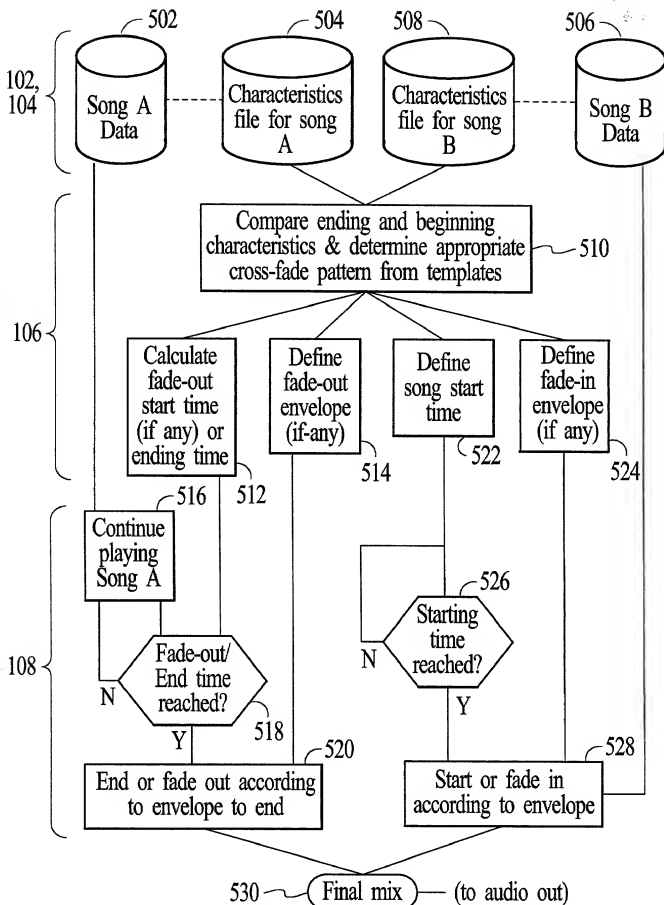 502
504
508
506
102,
104
Song A
Data
Characteristics
file for song
A
Characteristics
file for song
B
Song B
Data
Compare ending and beginning
characteristics & determine appropriate
cross-fade pattern from templates
510
106
Calculate
fade-out
start time
(if any) or
ending time
512
Define
fade-out
envelope
(if-any)
514
Define
song start
time
522
Define
fade-in
envelope
(if any)
524
516
Continue
playing
Song A
108
526
Starting
time
reached?
N
Y
Fade-out/
End time
reached?
N
518
Y
520
End or fade out according
to envelope to end
528
Start or fade in
according to envelope
530
Final mix
(to audio out)